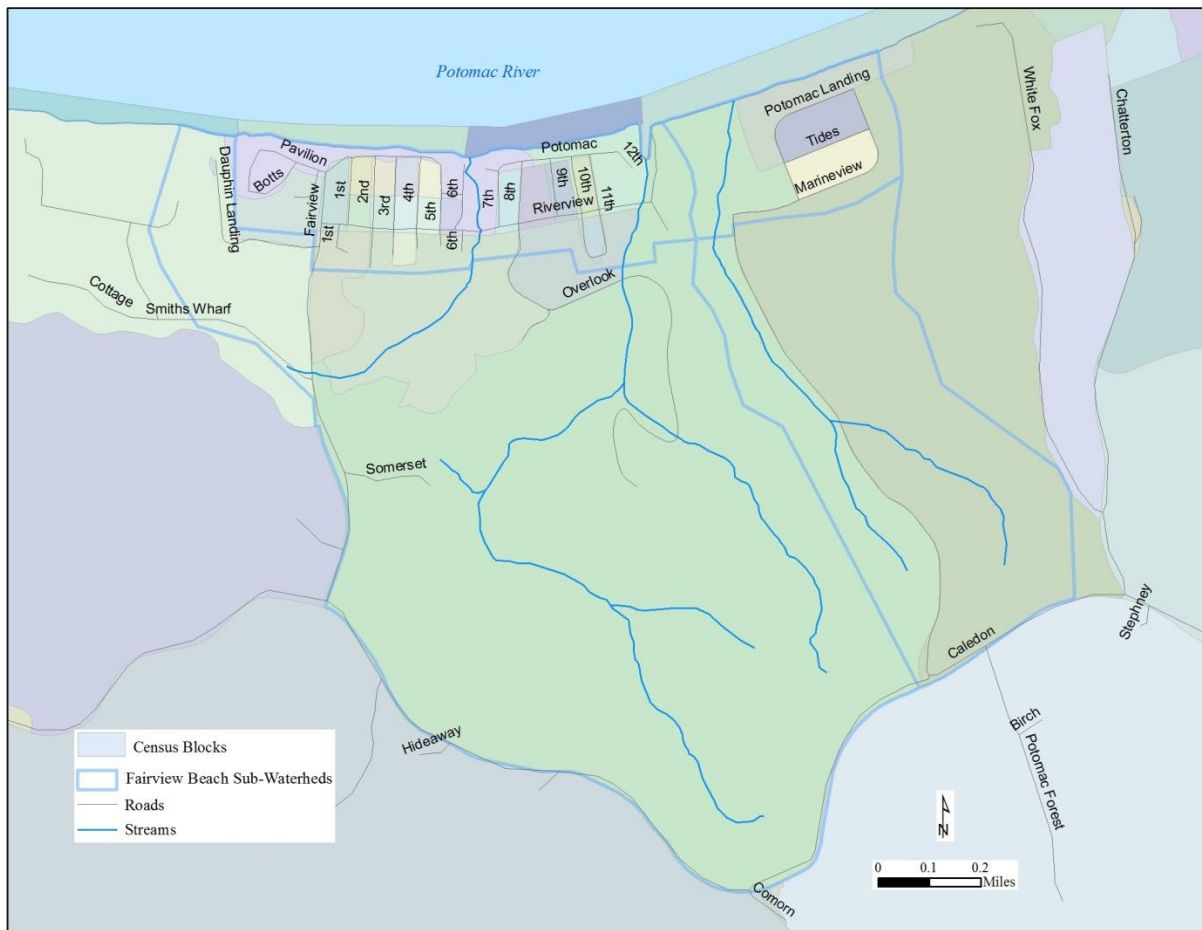 Potomac River
White Fox
Chatterton
Potomac Landing
Tides
Marineview
Pavilion
Botts
Dauphin Landing
Fairview
1st
1st
2nd
3rd
4th
5th
6th
6th
7th
8th
Potomac
9th
10th
11th
12th
Riverview
Overlook
Cottage
Smiths Wharf
Somerset
Stephney
Caledon
Birch
Potomac Forest
Hideaway
Comorn
Census Blocks
Fairview Beach Sub-Waterheds
Roads
Streams
N
0 0.1 0.2
Miles